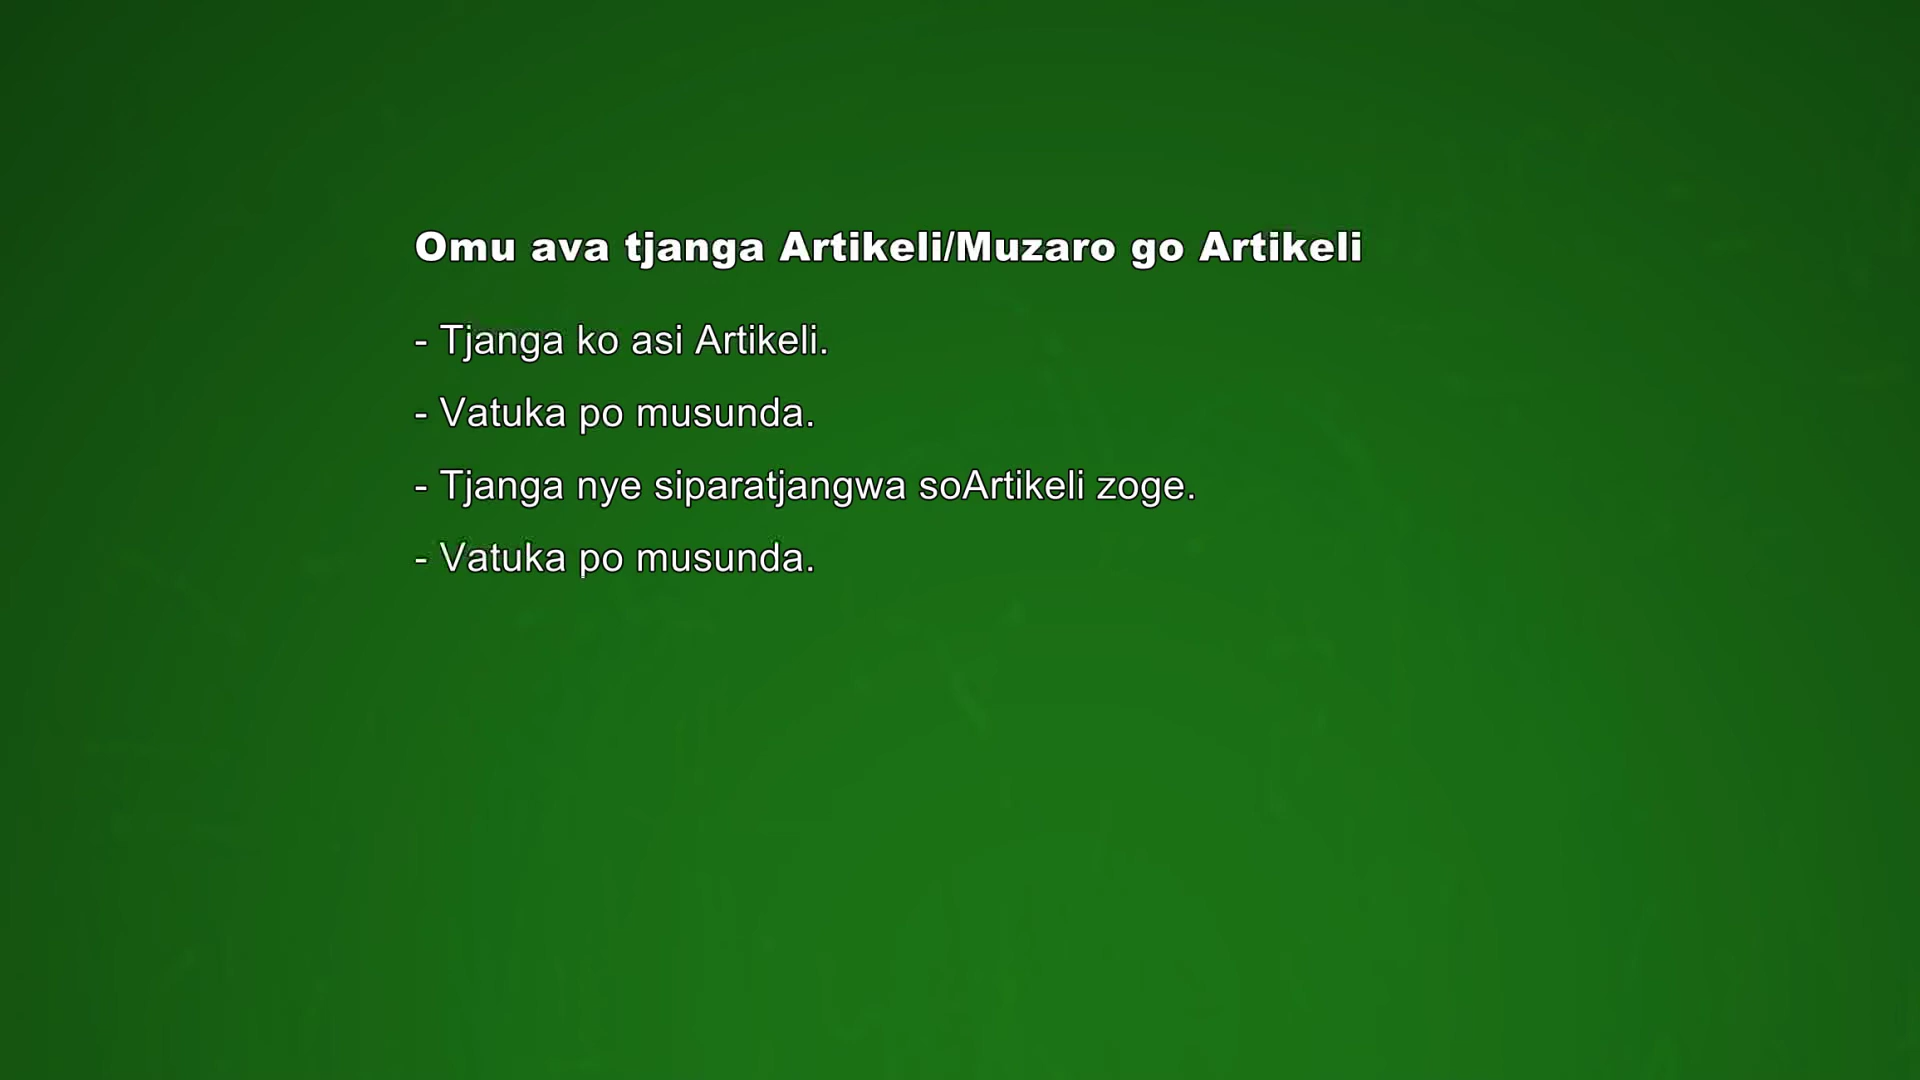 Omu ava tjanga Artikeli/Muzaro go Artikeli
- Tjanga ko asi Artikeli.
- Vatuka po musunda.
- Tjanga nye siparatjangwa soArtikeli zoge.
- Vatuka po musunda.